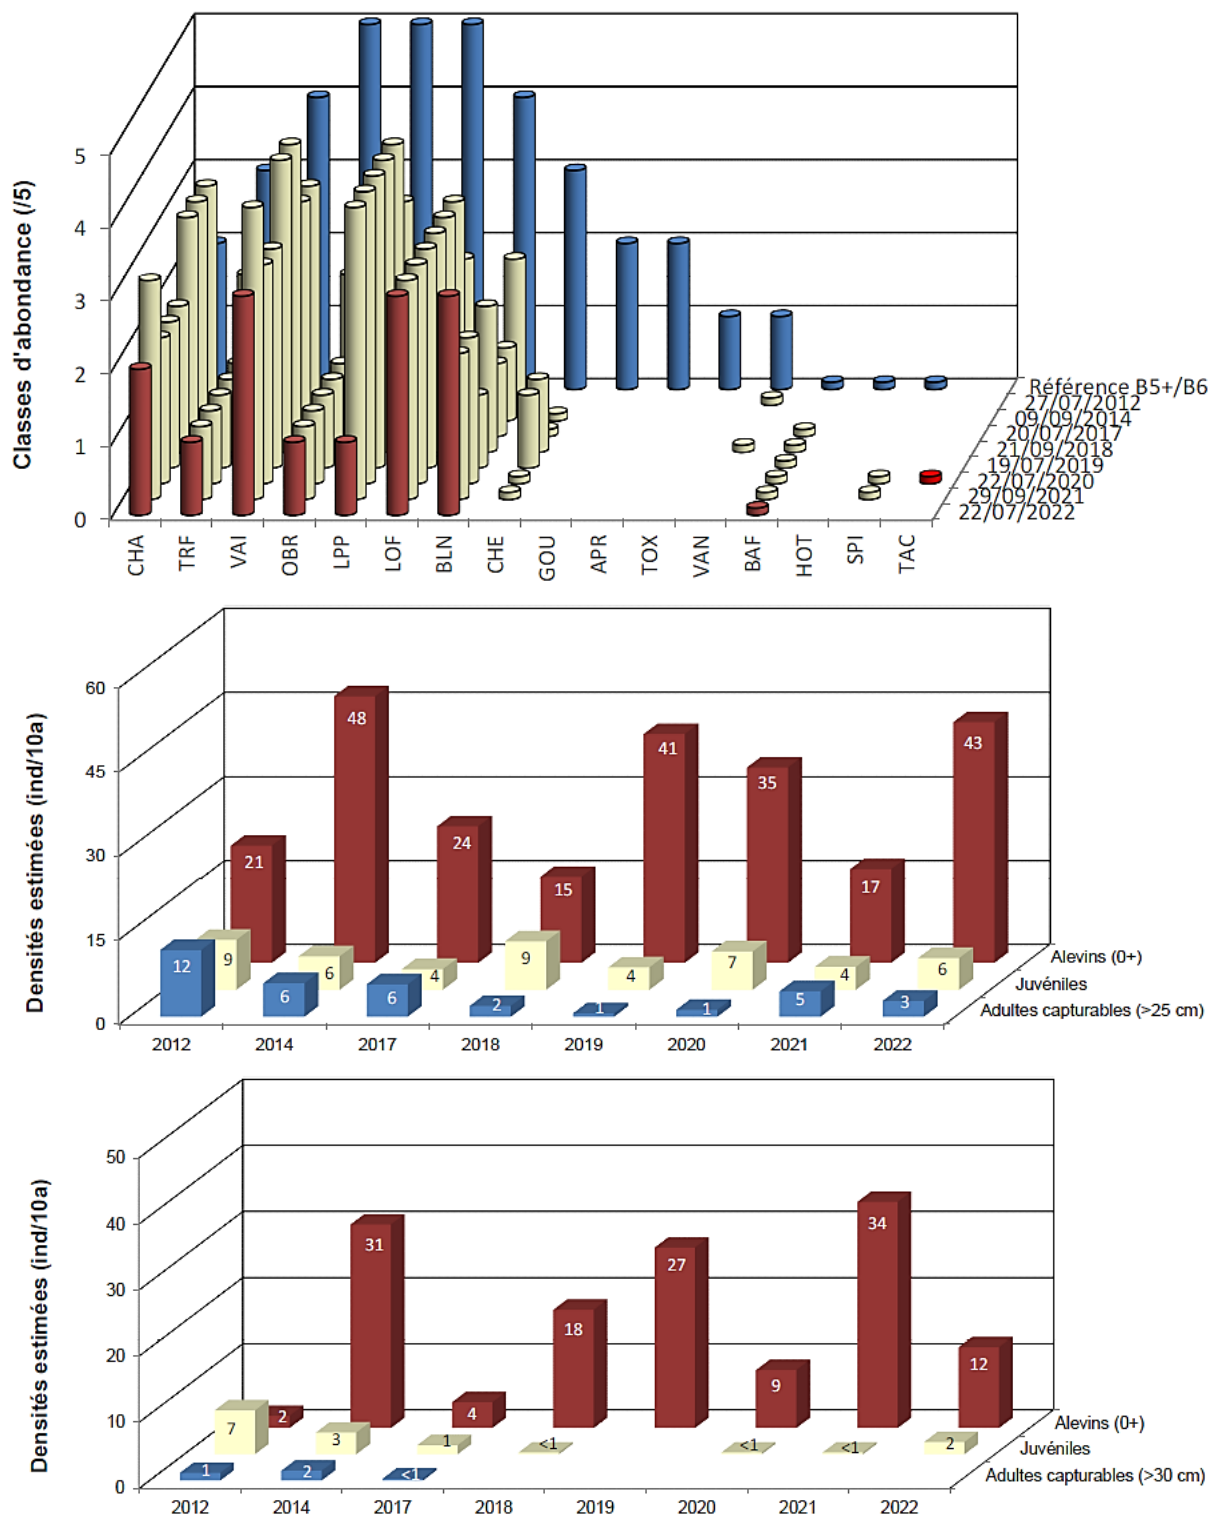 Classes d'abondance (/5)
5
4
3
2
1
0
Référence B5+/B6
27/07/2012
09/09/2014
20/07/2017
21/09/2018
19/07/2019
22/07/2020
29/09/2021
22/07/2022
CHA TRF VAI OBR LPP LOF BLN CHE GOU APR TOX VAN BAF HOT SPI TAC
Densités estimées (ind/10a)
60
45
30
15
0
21 48 24 15 41 35 17 43
9 6 4 9 4 7 4 6
12 6 6 2 1 1 5 3
Alevins (0+)
Juvéniles
Adultes capturables (>25 cm)
2012 2014 2017 2018 2019 2020 2021 2022
Densités estimées (ind/10a)
50
40
30
20
10
0
2 31 4 18 27 9 34 12
7 3 1 <1 <1 <1 2
1 2 <1
Alevins (0+)
Juvéniles
Adultes capturables (>30 cm)
2012 2014 2017 2018 2019 2020 2021 2022